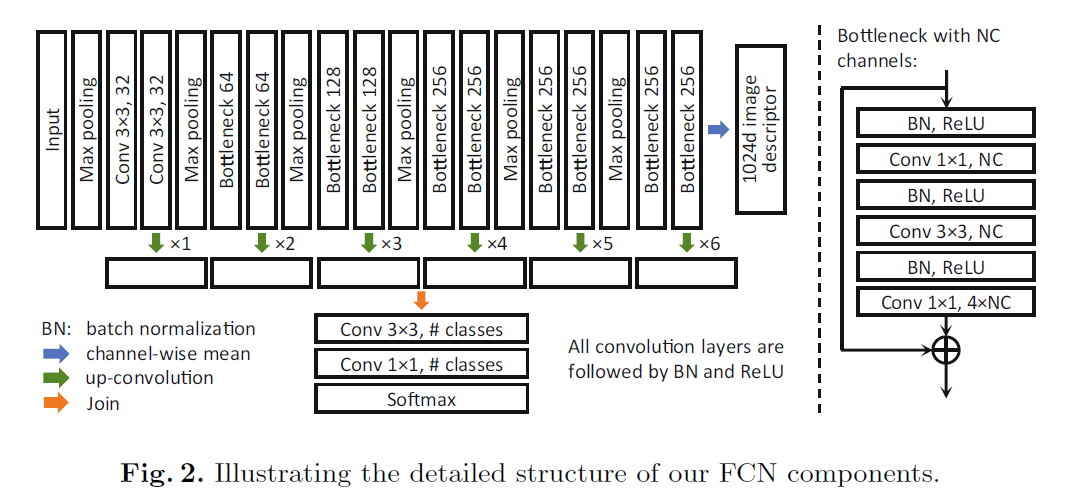 Input
Max pooling
Conv 3×3, 32
Conv 3×3, 32
Max pooling
Bottleneck 64
Bottleneck 64
Max pooling
Bottleneck 128
Bottleneck 128
Max pooling
Bottleneck 256
Bottleneck 256
Max pooling
Bottleneck 256
Bottleneck 256
Max pooling
Bottleneck 256
Bottleneck 256
1024d image
descriptor
×1
×2
×3
×4
×5
×6
BN: batch normalization
channel-wise mean
up-convolution
Join
Conv 3×3, # classes
Conv 1×1, # classes
Softmax
All convolution layers are
followed by BN and ReLU
Bottleneck with NC
channels:
BN, ReLU
Conv 1×1, NC
BN, ReLU
Conv 3×3, NC
BN, ReLU
Conv 1×1, 4×NC
Fig. 2. Illustrating the detailed structure of our FCN components.